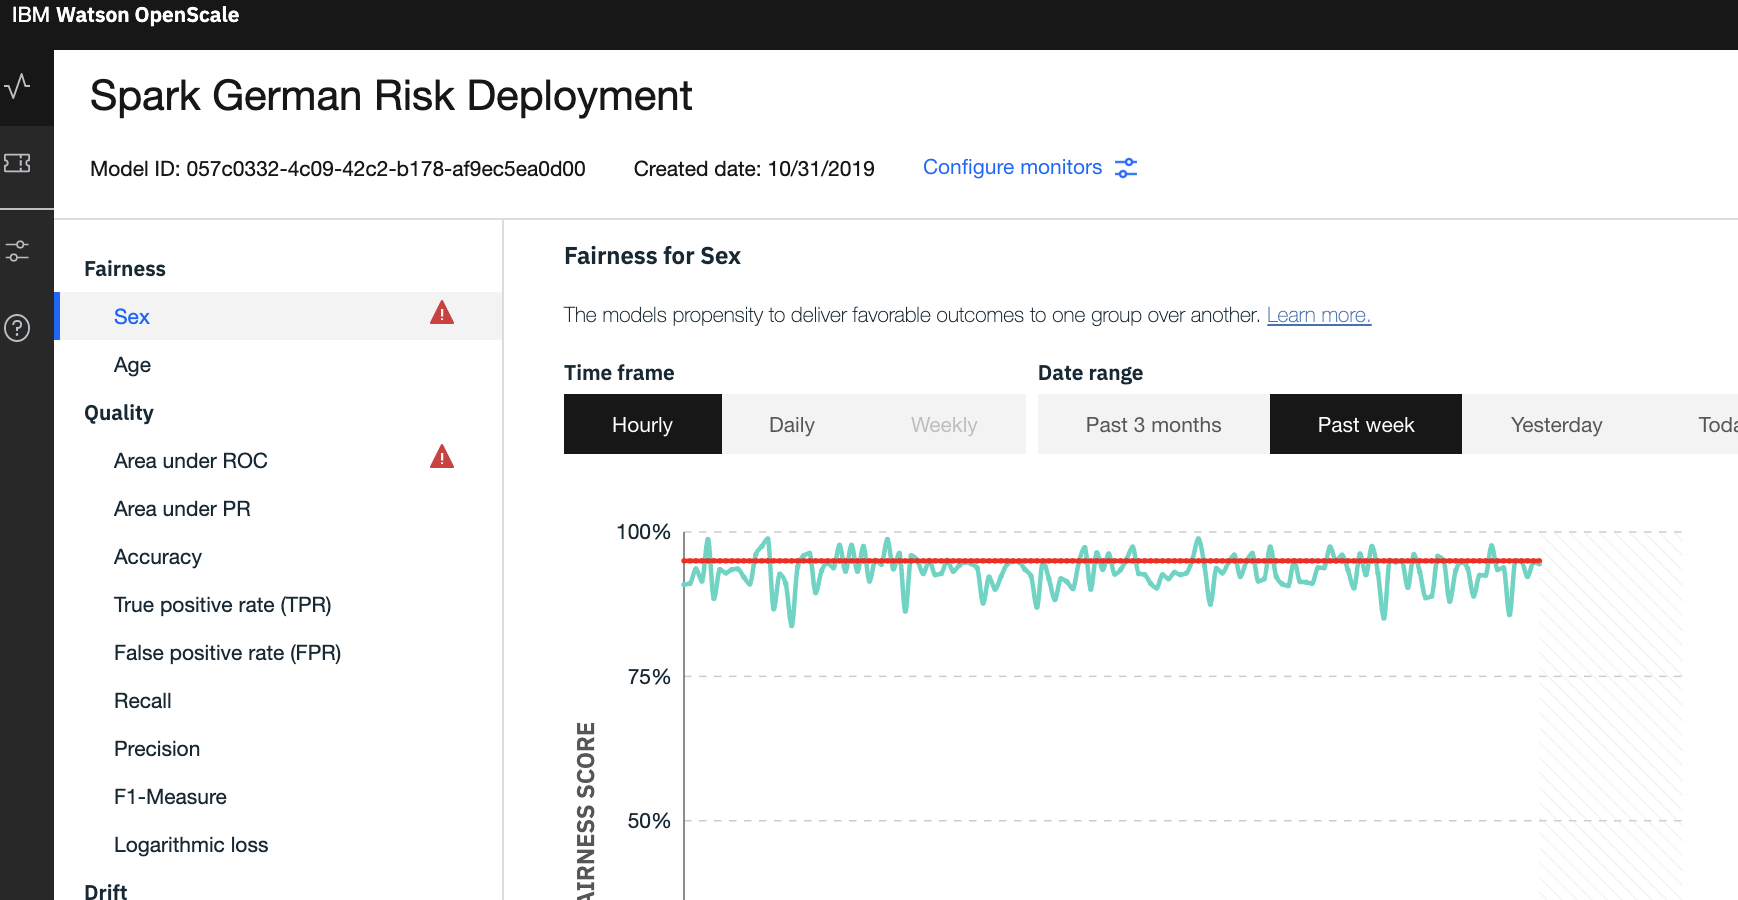 IBM Watson OpenScale
Spark German Risk Deployment
Model ID: 057c0332-4c09-42c2-b178-af9ec5ea0d00 Created date: 10/31/2019 Configure monitors
Fairness
Sex
Age
Quality
Area under ROC
Area under PR
Accuracy
True positive rate (TPR)
False positive rate (FPR)
Recall
Precision
F1-Measure
Logarithmic loss
Drift
Fairness for Sex
The models propensity to deliver favorable outcomes to one group over another. Learn more.
Time frame Date range
Hourly Daily Weekly Past 3 months Past week Yesterday Toda
100%
75%
50%
AIRNESS SCORE